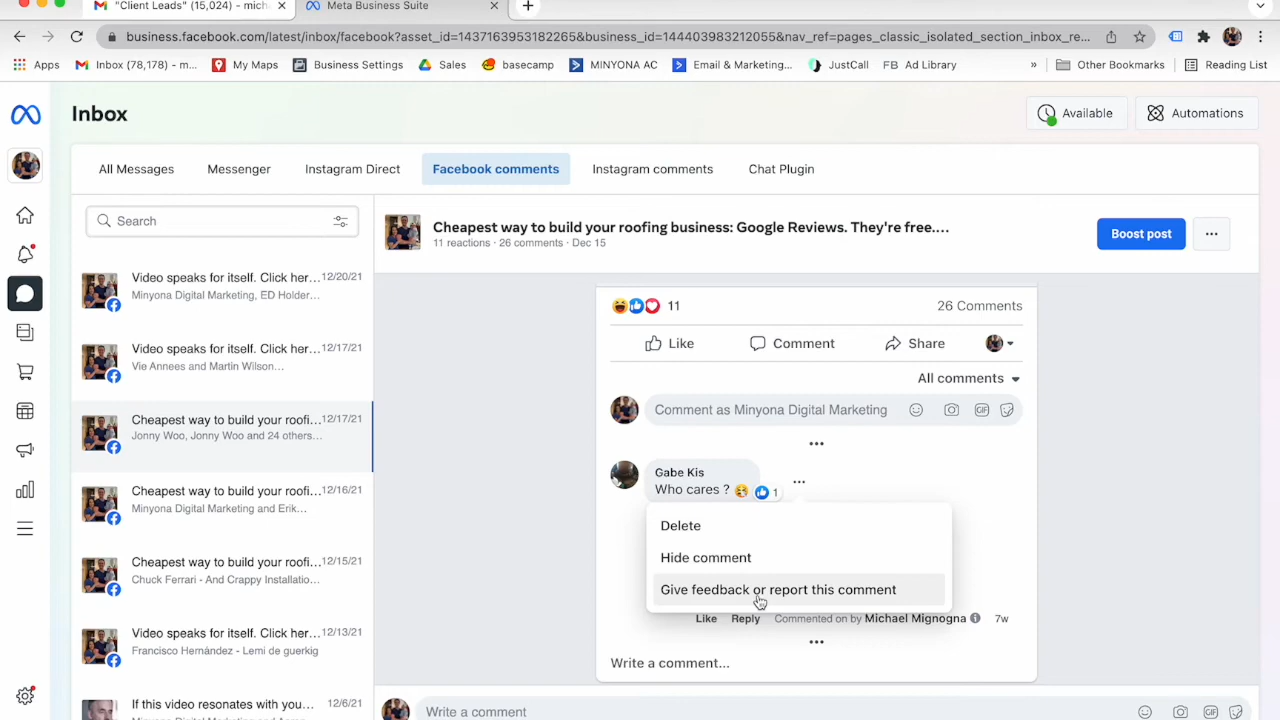 "Client Leads" (15,024) - mich
Meta Business Suite
business.facebook.com/latest/inbox/facebook?asset_id=1437163953182265&business_id=144403983212055&nav_ref=pages_classic_isolated_section_inbox_re...
Apps
Inbox (78,178) - m...
My Maps
Business Settings
Sales
basecamp
MINYONA AC
Email & Marketing...
JustCall
FB Ad Library
»
Other Bookmarks
Reading List
Inbox
Available
Automations
All Messages
Messenger
Instagram Direct
Facebook comments
Instagram comments
Chat Plugin
Search
Video speaks for itself. Click her... 12/20/21
Minyona Digital Marketing, ED Holder...
Video speaks for itself. Click her... 12/17/21
Vie Annees and Martin Wilson...
Cheapest way to build your roofi... 12/17/21
Jonny Woo, Jonny Woo and 24 others...
Cheapest way to build your roofi... 12/16/21
Minyona Digital Marketing and Erik...
Cheapest way to build your roofi... 12/15/21
Chuck Ferrari - And Crappy Installatio...
Video speaks for itself. Click her... 12/13/21
Francisco Hernández - Lemi de guerkig
If this video resonates with you... 12/6/21
Cheapest way to build your roofing business: Google Reviews. They're free....
11 reactions · 26 comments · Dec 15
Boost post
11
26 Comments
Like
Comment
Share
All comments
Comment as Minyona Digital Marketing
GIF
Gabe Kis
Who cares ?
1
Delete
Hide comment
Give feedback or report this comment
Like Reply Commented on by Michael Mignogna 7w
Write a comment...
Write a comment
GIF